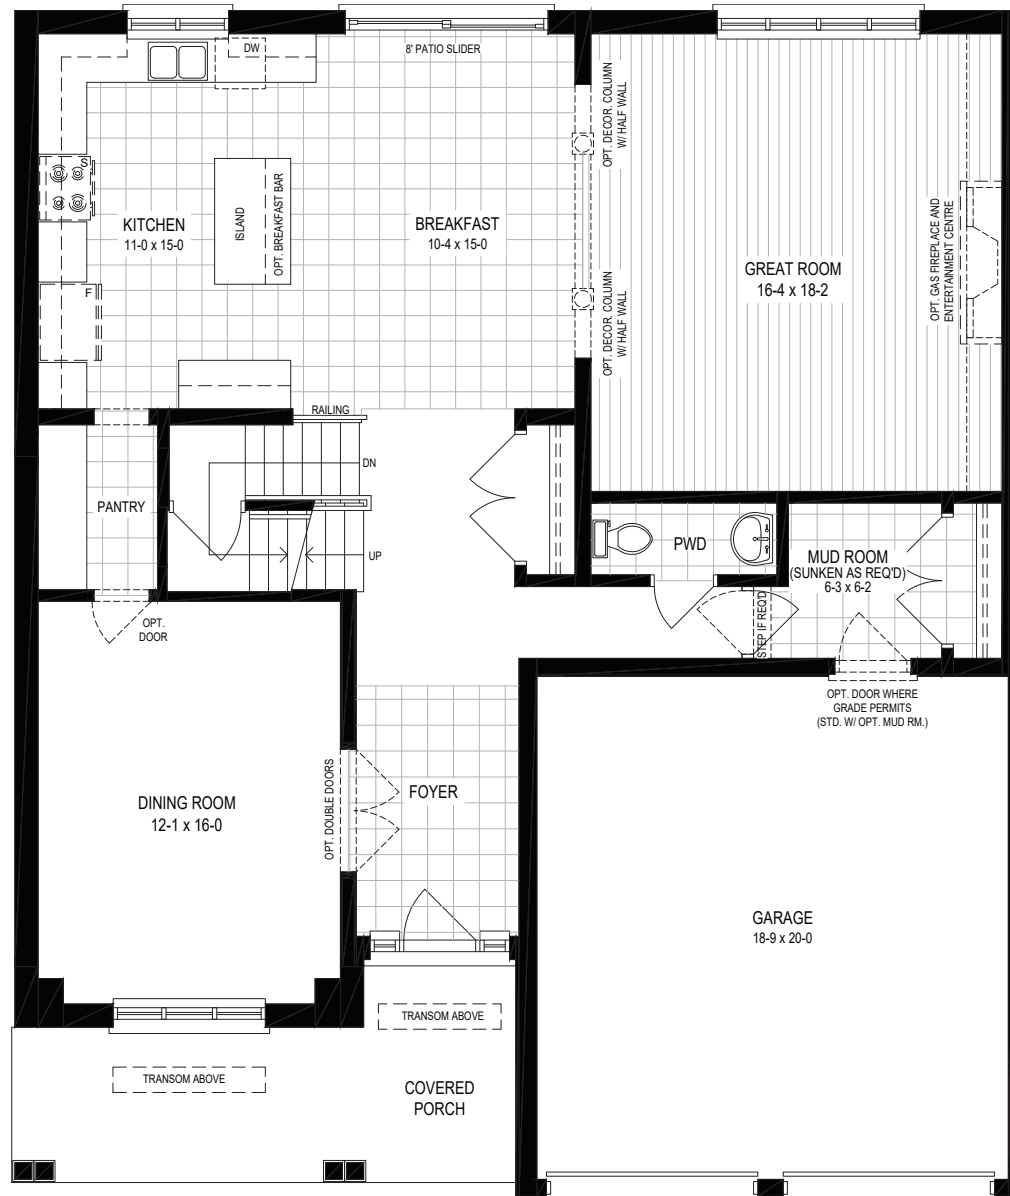 DW
8' PATIO SLIDER
OPT. DECOR. COLUMN
W/ HALF WALL
S
KITCHEN
11-0 x 15-0
ISLAND
OPT. BREAKFAST BAR
BREAKFAST
10-4 x 15-0
GREAT ROOM
16-4 x 18-2
OPT. GAS FIREPLACE AND
ENTERTAINMENT CENTRE
F
OPT. DECOR. COLUMN
W/ HALF WALL
RAILING
DN
PANTRY
UP
PWD
MUD ROOM
(SUNKEN AS REQ'D)
6-3 x 6-2
STEP IF REQ'D
OPT.
DOOR
OPT. DOOR WHERE
GRADE PERMITS
(STD. W/ OPT. MUD RM.)
DINING ROOM
12-1 x 16-0
OPT. DOUBLE DOORS
FOYER
GARAGE
18-9 x 20-0
TRANSOM ABOVE
TRANSOM ABOVE
COVERED
PORCH